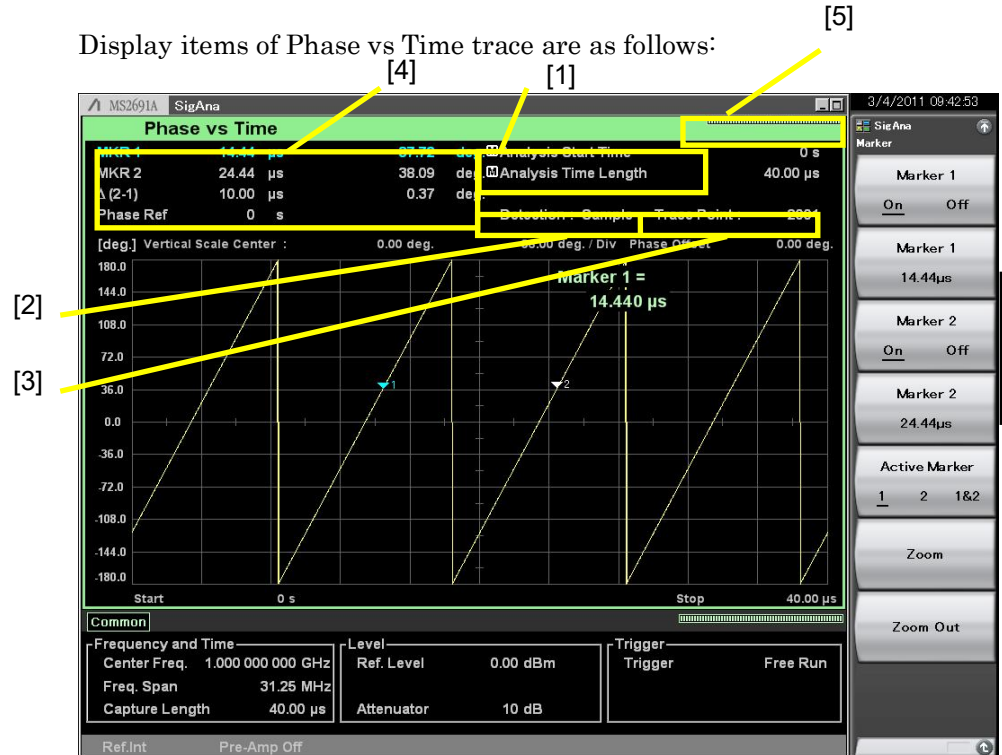 [5]
Display items of Phase vs Time trace are as follows:
[4] [1]
MS2691A SigAna 3/4/2011 09:42:53
Phase vs Time
MKR 1 14.44 µs 37.72 deg. M Analysis Start Time 0 s
MKR 2 24.44 µs 38.09 deg. M Analysis Time Length 40.00 µs
Δ (2-1) 10.00 µs 0.37 deg.
Phase Ref 0 s Detection : Sample Trace Point :
[deg.] Vertical Scale Center : 0.00 deg. deg. / Div Phase Offset 0.00 deg.
Marker 1 =
14.440 µs
180.0
144.0
108.0
72.0
36.0
0.0
-36.0
-72.0
-108.0
-144.0
-180.0
1
2
Start 0 s Stop 40.00 µs
[2]
[3]
Common
Frequency and Time
Center Freq. 1.000 000 000 GHz
Freq. Span 31.25 MHz
Capture Length 40.00 µs
Level
Ref. Level 0.00 dBm
Attenuator 10 dB
Trigger
Trigger Free Run
Ref.Int Pre-Amp Off
SigAna
Marker
Marker 1
On Off
Marker 1
14.44µs
Marker 2
On Off
Marker 2
24.44µs
Active Marker
1 2 1&2
Zoom
Zoom Out